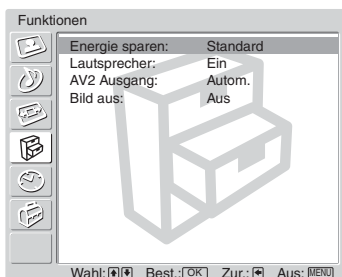 Funktionen
Energie sparen: Standard
Lautsprecher: Ein
AV2 Ausgang: Autom.
Bild aus: Aus
Wahl: Best.: OK Zur.: Aus: MENU